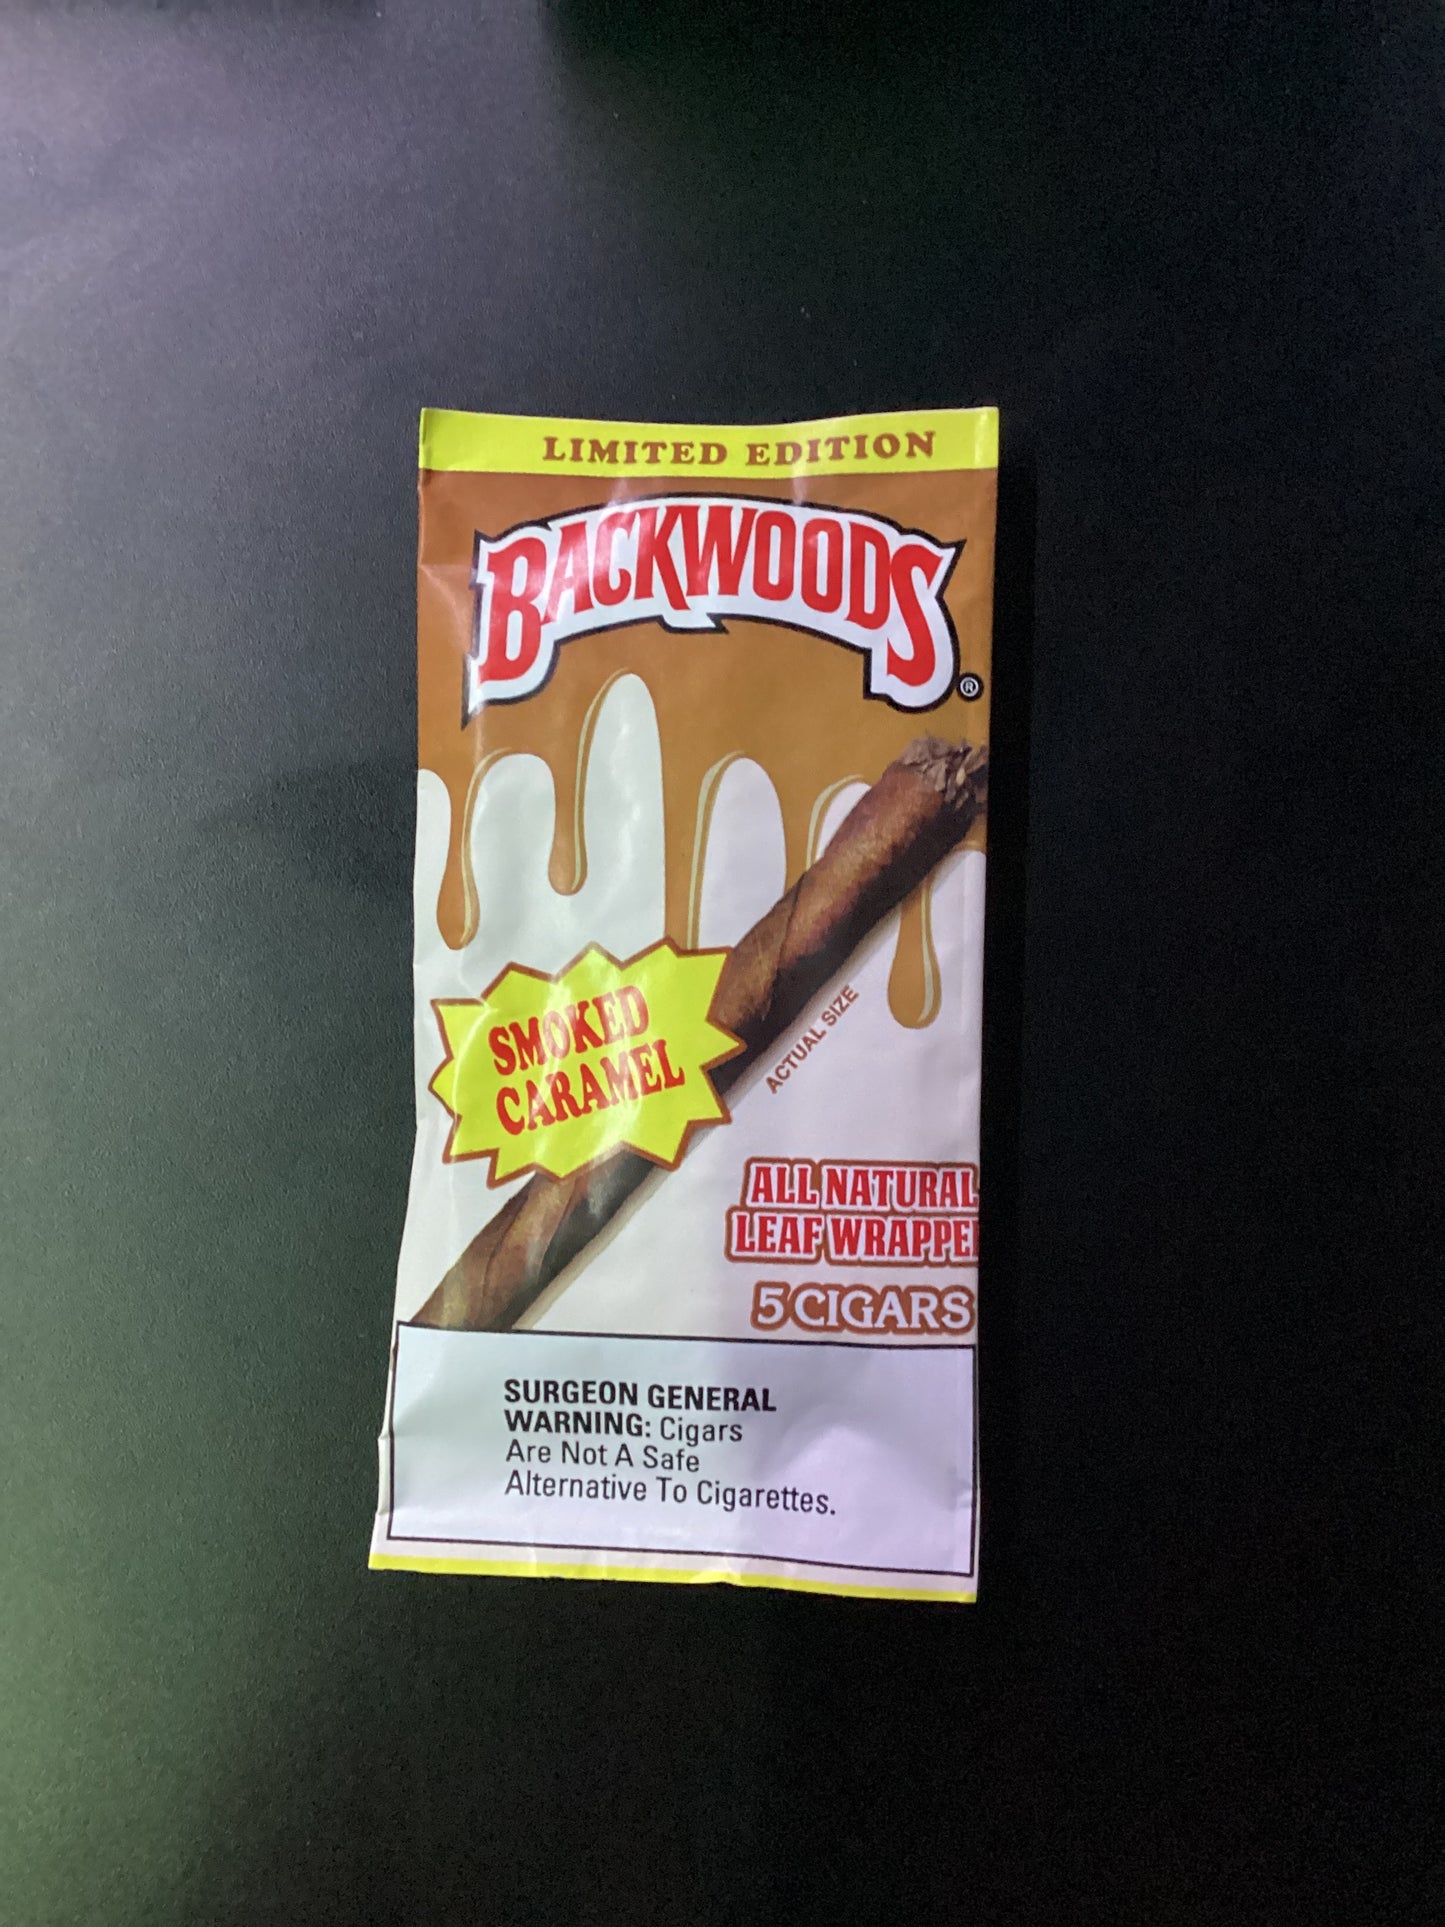 LIMITED EDITION
BACKWOODS®
SMOKED
CARAMEL
ACTUAL SIZE
ALL NATURAL
LEAF WRAPPE
5 CIGARS
SURGEON GENERAL
WARNING: Cigars
Are Not A Safe
Alternative To Cigarettes.